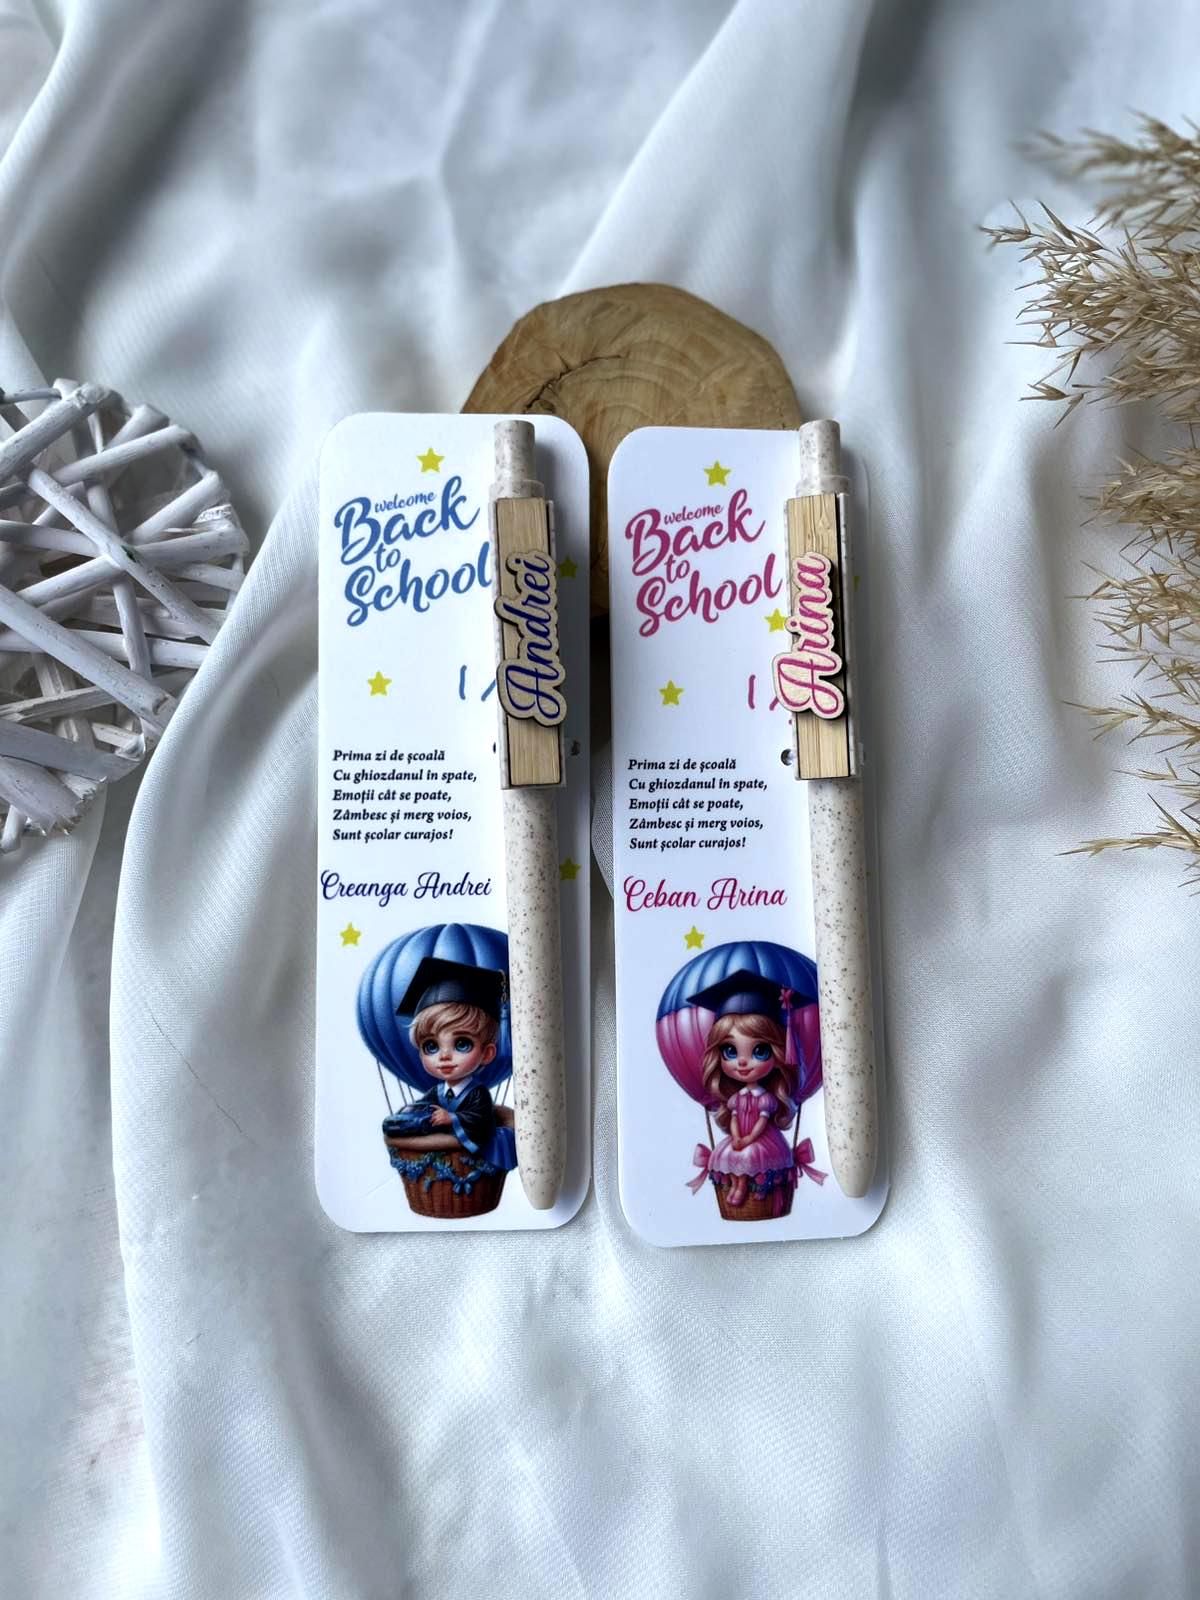 welcome
Back
to
School
Andrei
Prima zi de școală
Cu ghiozdanul în spate,
Emoții cât se poate,
Zâmbesc și merg voios,
Sunt școlar curajos!
Creanga Andrei
welcome
Back
to
School
Arina
Prima zi de școală
Cu ghiozdanul în spate,
Emoții cât se poate,
Zâmbesc și merg voios,
Sunt școlar curajos!
Ceban Arina